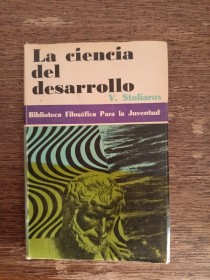 La ciencia
del
desarrollo
V. Stoliarov
Biblioteca Filosófica Para la Juventud